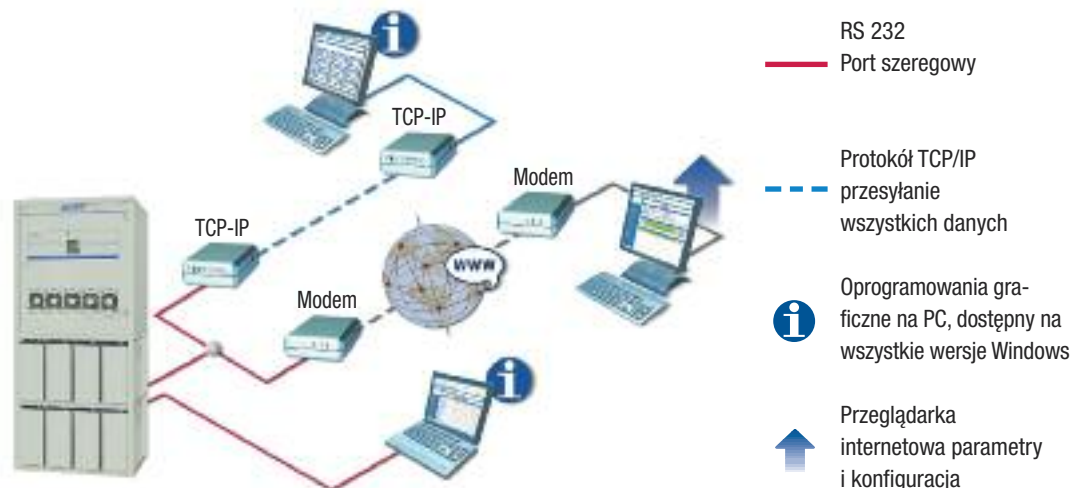 TCP-IP
Modem
TCP-IP
www
Modem
RS 232
Port szeregowy
Protokół TCP/IP
przesyłanie
wszystkich danych
Oprogramowania gra-
ficzne na PC, dostępny na
wszystkie wersje Windows
Przeglądarka
internetowa parametry
i konfiguracja